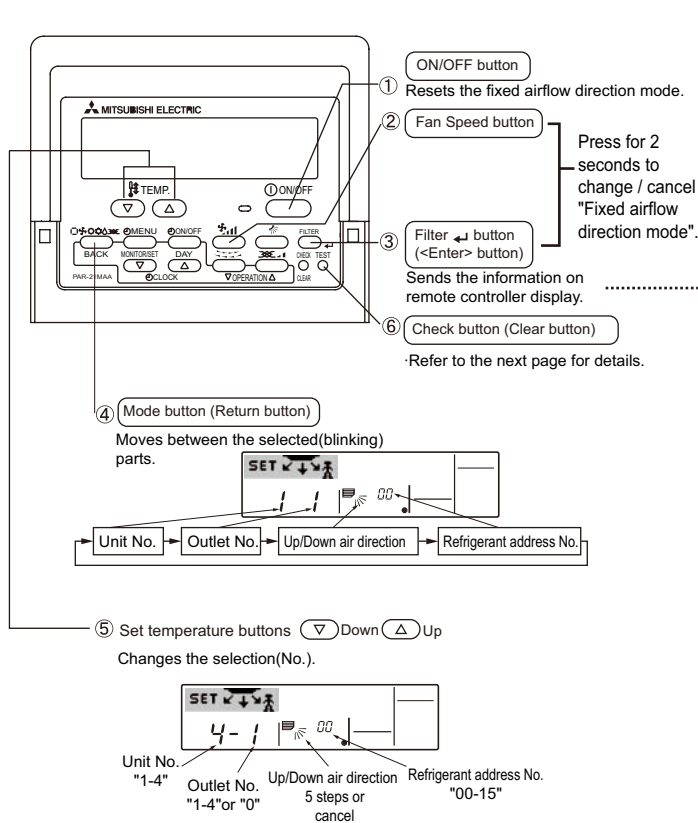 ON/OFF button
① Resets the fixed airflow direction mode.
② Fan Speed button
Press for 2
seconds to
change / cancel
"Fixed airflow
direction mode".
③ Filter ↵ button
(<Enter> button)
Sends the information on
remote controller display.
⑥ Check button (Clear button)
·Refer to the next page for details.
MITSUBISHI ELECTRIC
TEMP.
ON/OFF
MENU
ON/OFF
FILTER
BACK
MONITOR/SET
DAY
CHECK TEST
PAR-21MAA
CLOCK
▽OPERATION△
CLEAR
④ Mode button (Return button)
Moves between the selected(blinking)
parts.
SET
1 1 00
Unit No.
Outlet No.
Up/Down air direction
Refrigerant address No.
⑤ Set temperature buttons ▽ Down △ Up
Changes the selection(No.).
SET
4- 1 00
Unit No.
"1-4"
Outlet No.
"1-4"or "0"
Up/Down air direction
5 steps or
cancel
Refrigerant address No.
"00-15"